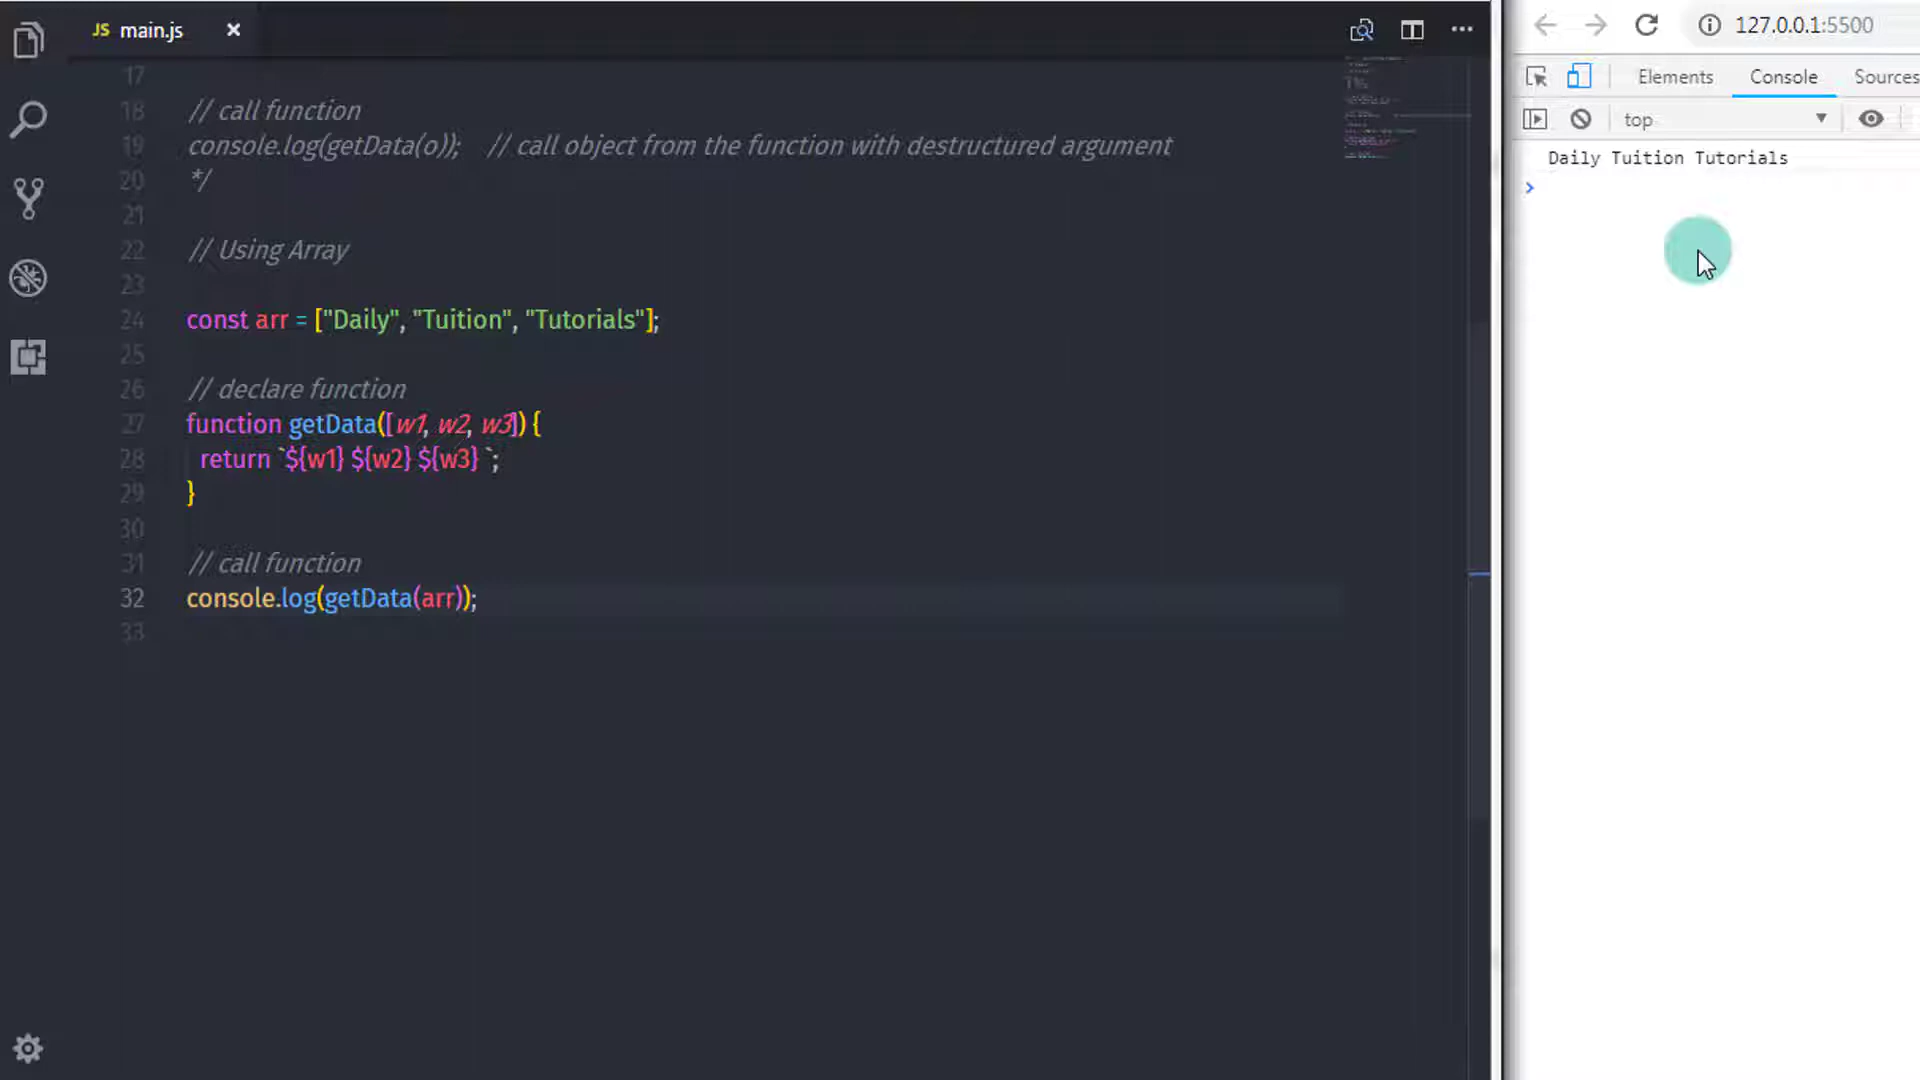 JS main.js
17
18 // call function
19 console.log(getData(o)); // call object from the function with destructured argument
20 */
21
22 // Using Array
23
24 const arr = ["Daily", "Tuition", "Tutorials"];
25
26 // declare function
27 function getData([w1, w2, w3]) {
28 return `${w1} ${w2} ${w3} `;
29 }
30
31 // call function
32 console.log(getData(arr));
33
127.0.0.1:5500
Elements Console Sources
top
Daily Tuition Tutorials